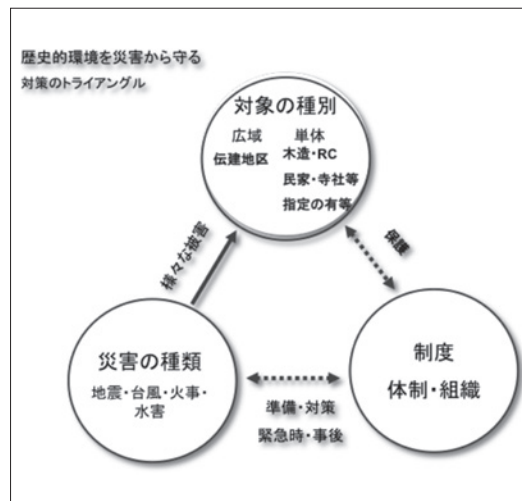 歴史的環境を災害から守る
対策のトライアングル
対象の種別
広域 単体
伝建地区 木造・RC
民家・寺社等
指定の有等
様々な被害
保護
災害の種類
地震・台風・火事・
水害
制度
体制・組織
準備・対策
緊急時・事後